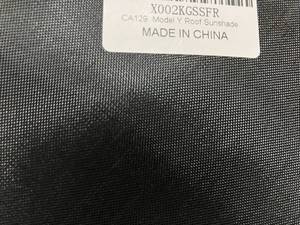 X002KGSSFR
CA129. Model Y Roof Sunshade
MADE IN CHINA